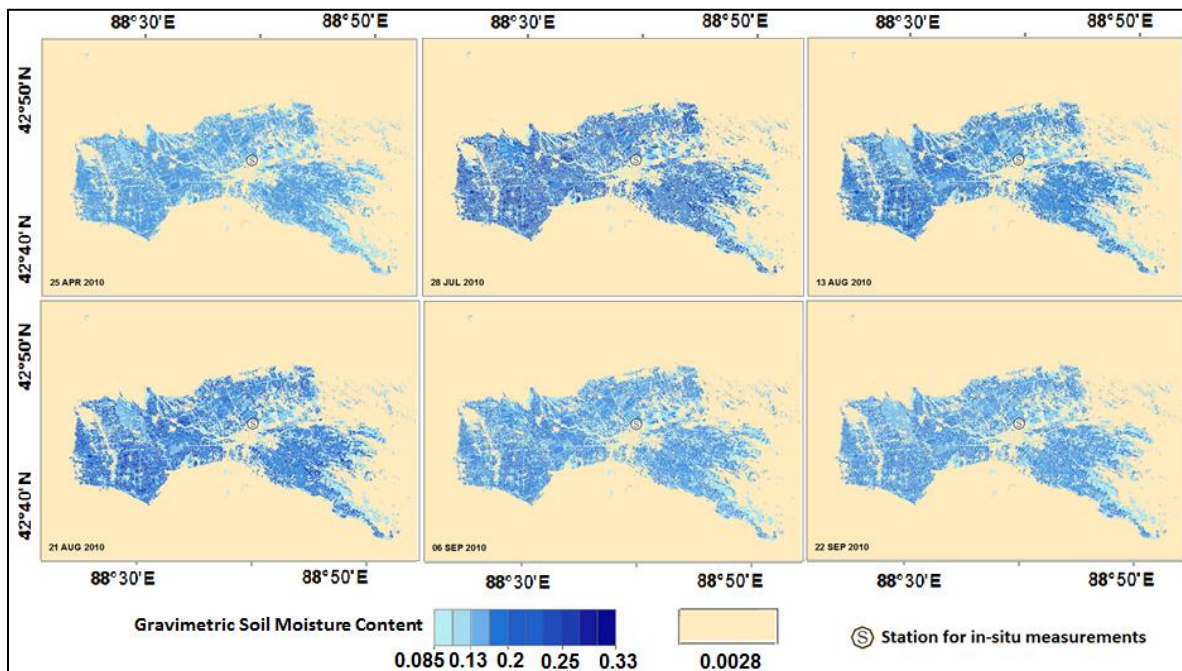 88°30'E 88°50'E 88°30'E 88°50'E 88°30'E 88°50'E
42°50'N
42°40'N
25 APR 2010 28 JUL 2010 13 AUG 2010
42°50'N
42°40'N
21 AUG 2010 06 SEP 2010 22 SEP 2010
88°30'E 88°50'E 88°30'E 88°50'E 88°30'E 88°50'E
Gravimetric Soil Moisture Content
S Station for in-situ measurements
0.085 0.13 0.2 0.25 0.33 0.0028